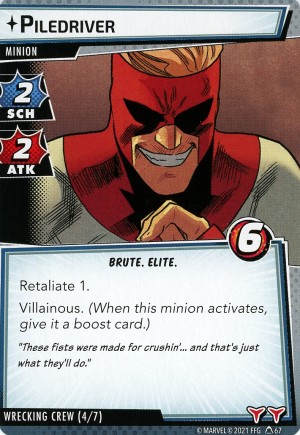 PILEDRIVER
MINION
2
SCH
2
ATK
6
BRUTE. ELITE.
Retaliate 1.
Villainous. (When this minion activates,
give it a boost card.)
"These fists were made for crushin'... and that's just
what they'll do."
WRECKING CREW (4/7)
© MARVEL © 2021 FFG 67